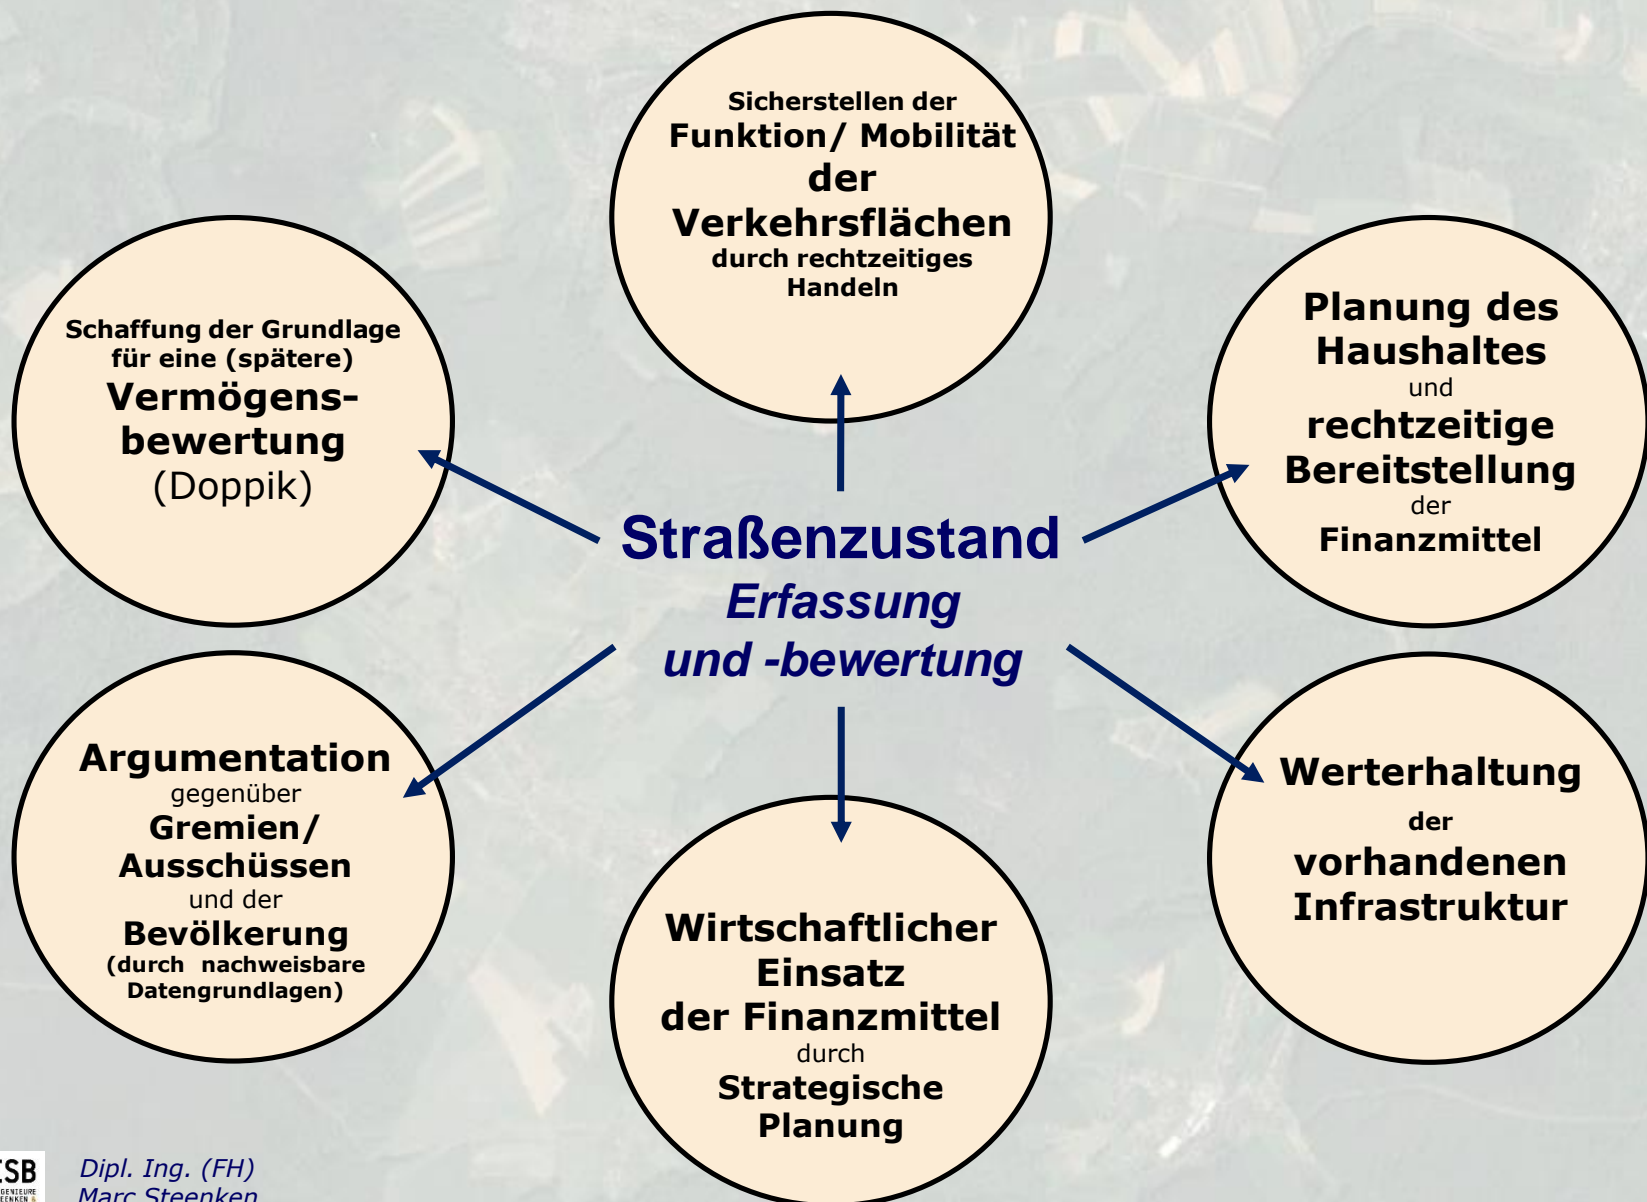 Sicherstellen der
Funktion/ Mobilität
der
Verkehrsflächen
durch rechtzeitiges
Handeln
Schaffung der Grundlage
für eine (spätere)
Vermögens-
bewertung
(Doppik)
Planung des
Haushaltes
und
rechtzeitige
Bereitstellung
der
Finanzmittel
Straßenzustand
Erfassung
und -bewertung
Argumentation
gegenüber
Gremien/
Ausschüssen
und der
Bevölkerung
(durch nachweisbare
Datengrundlagen)
Wirtschaftlicher
Einsatz
der Finanzmittel
durch
Strategische
Planung
Werterhaltung
der
vorhandenen
Infrastruktur
Dipl. Ing. (FH)
Marc Steenken